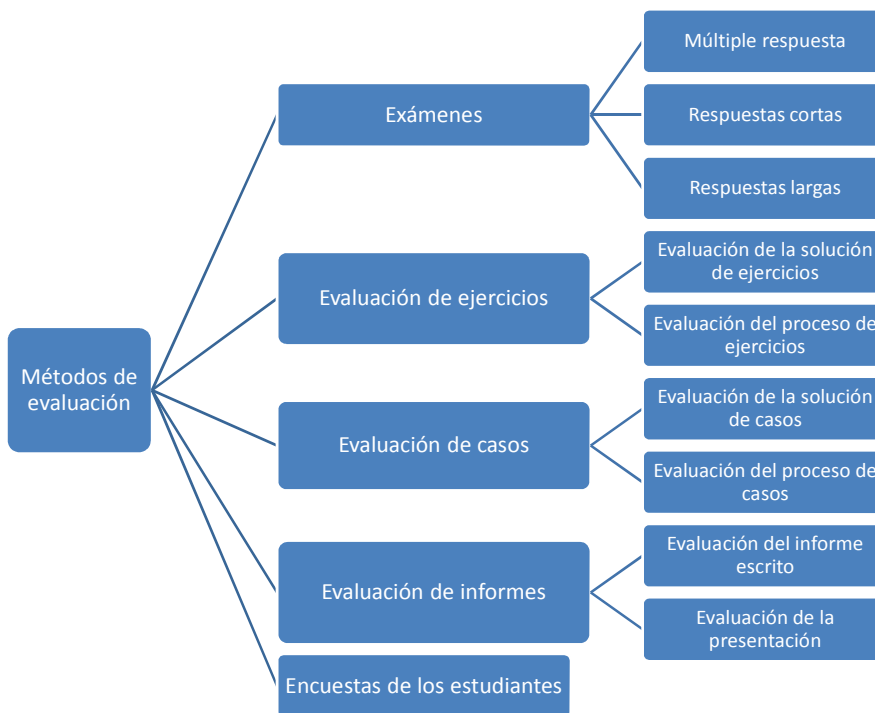 Métodos de
evaluación
Exámenes
Múltiple respuesta
Respuestas cortas
Respuestas largas
Evaluación de ejercicios
Evaluación de la solución
de ejercicios
Evaluación del proceso de
ejercicios
Evaluación de casos
Evaluación de la solución
de casos
Evaluación del proceso de
casos
Evaluación de informes
Evaluación del informe
escrito
Evaluación de la
presentación
Encuestas de los estudiantes